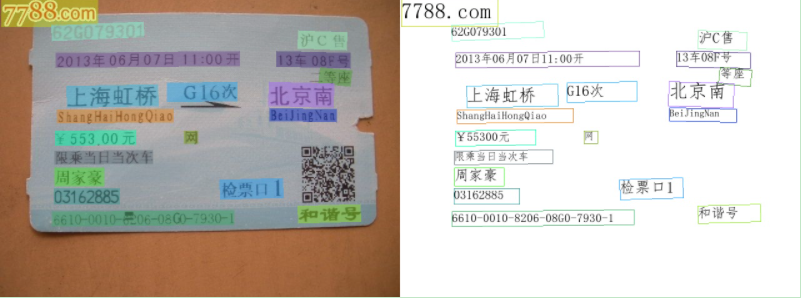 7788.com
62G079301
沪C售
2013年06月07日11:00开 13车08F号
二等座
上海虹桥 G16次 北京南
ShangHaiHongQiao BeiJingNan
￥553.00元 网
限乘当日当次车
周家豪
03162885 检票口1
和谐号
6610-0010-8206-08G0-7930-1
7788.com
62G079301
沪C售
2013年06月07日11:00开 13车08F号
等座
上海虹桥 G16次 北京南
ShangHaiHongQiao BeiJingNan
￥55300元 网
限乘当日当次车
周家豪
03162885 检票口1
和谐号
6610-0010-8206-08G0-7930-1